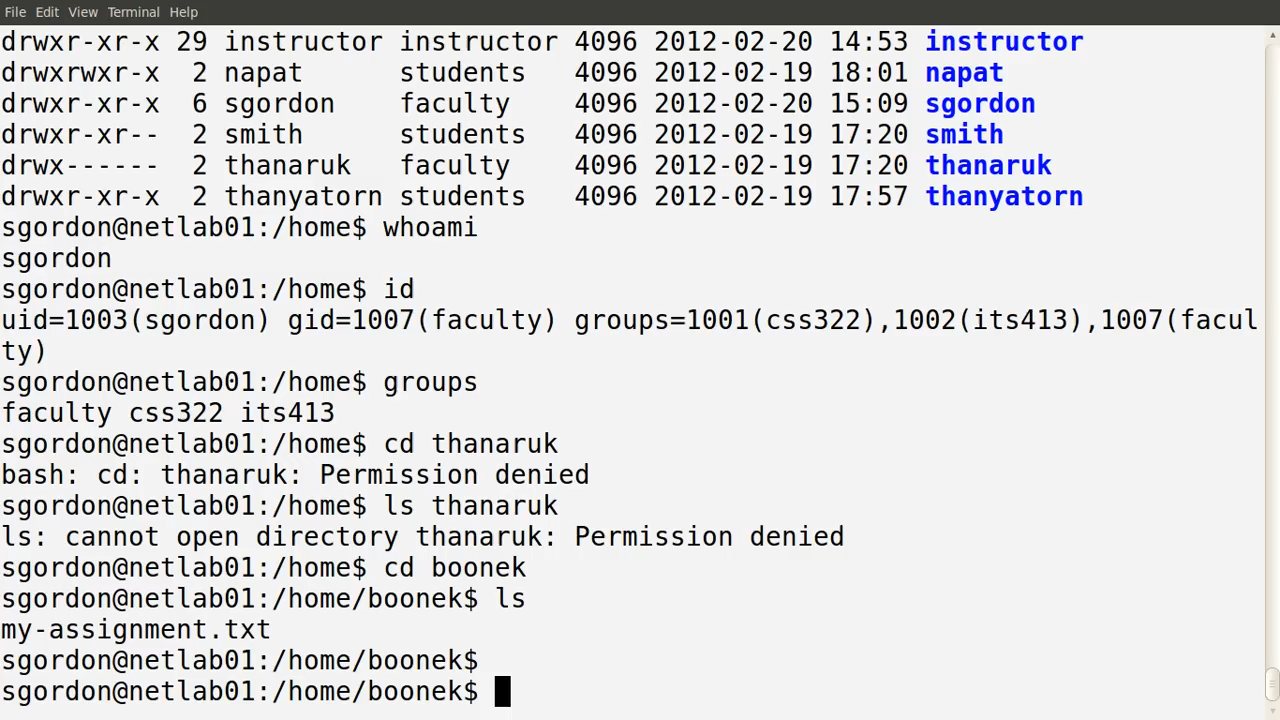 File Edit View Terminal Help
drwxr-xr-x 29 instructor instructor 4096 2012-02-20 14:53 instructor
drwxrwxr-x  2 napat      students   4096 2012-02-19 18:01 napat
drwxr-xr-x  6 sgordon    faculty    4096 2012-02-20 15:09 sgordon
drwxr-xr--  2 smith      students   4096 2012-02-19 17:20 smith
drwx------  2 thanaruk   faculty    4096 2012-02-19 17:20 thanaruk
drwxr-xr-x  2 thanyatorn students   4096 2012-02-19 17:57 thanyatorn
sgordon@netlab01:/home$ whoami
sgordon
sgordon@netlab01:/home$ id
uid=1003(sgordon) gid=1007(faculty) groups=1001(css322),1002(its413),1007(facul
ty)
sgordon@netlab01:/home$ groups
faculty css322 its413
sgordon@netlab01:/home$ cd thanaruk
bash: cd: thanaruk: Permission denied
sgordon@netlab01:/home$ ls thanaruk
ls: cannot open directory thanaruk: Permission denied
sgordon@netlab01:/home$ cd boonek
sgordon@netlab01:/home/boonek$ ls
my-assignment.txt
sgordon@netlab01:/home/boonek$
sgordon@netlab01:/home/boonek$